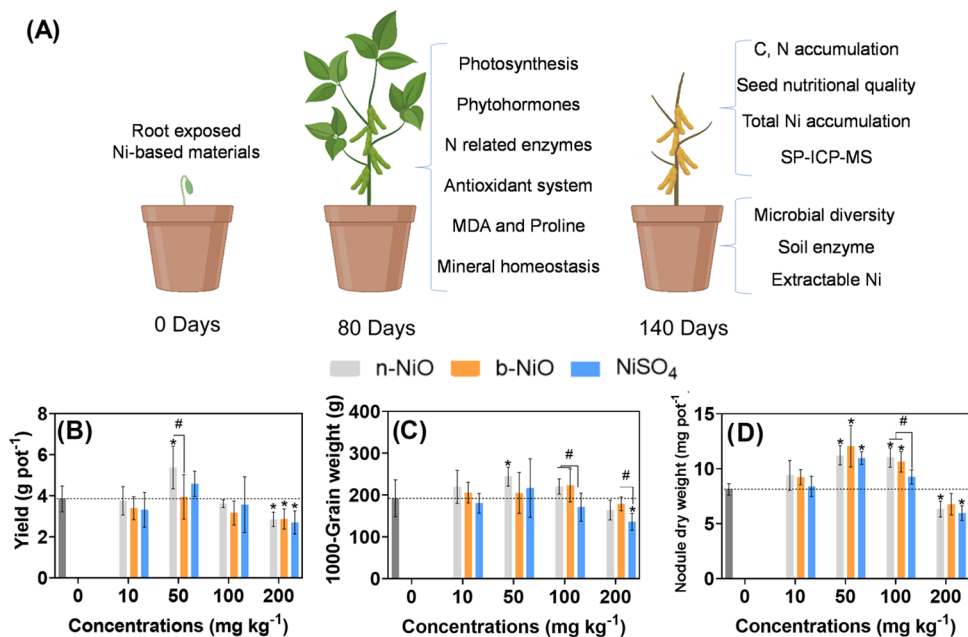 (A)
Root exposed
Ni-based materials
0 Days
Photosynthesis
Phytohormones
N related enzymes
Antioxidant system
MDA and Proline
Mineral homeostasis
80 Days
C, N accumulation
Seed nutritional quality
Total Ni accumulation
SP-ICP-MS
Microbial diversity
Soil enzyme
Extractable Ni
140 Days
n-NiO b-NiO NiSO₄
(B)
Yield (g pot⁻¹)
8
6
4
2
0
* # * * *
0 10 50 100 200
Concentrations (mg kg⁻¹)
(C)
1000-Grain weight (g)
400
300
200
100
0
* # # *
0 10 50 100 200
Concentrations (mg kg⁻¹)
(D)
Nodule dry weight (mg pot⁻¹)
15
10
5
0
* * * * * # * * *
0 10 50 100 200
Concentrations (mg kg⁻¹)